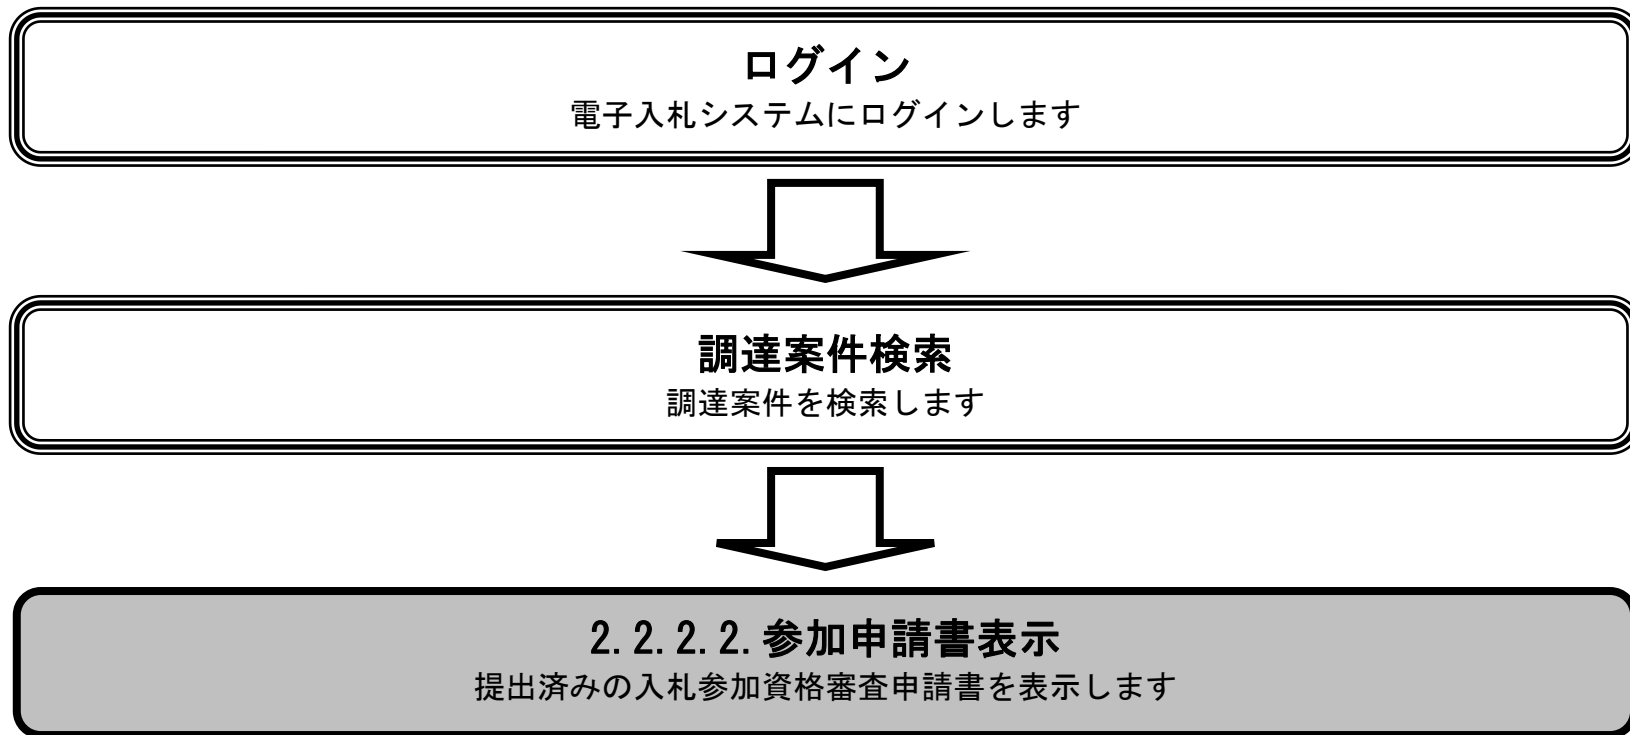 ログイン
電子入札システムにログインします
調達案件検索
調達案件を検索します
2.2.2.2.参加申請書表示
提出済みの入札参加資格審査申請書を表示します